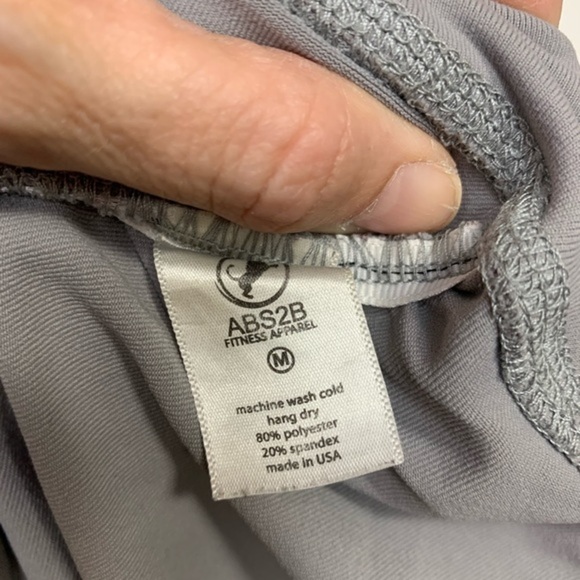 ABS2B
FITNESS APPAREL
M
machine wash cold
hang dry
80% polyester
20% spandex
made in USA